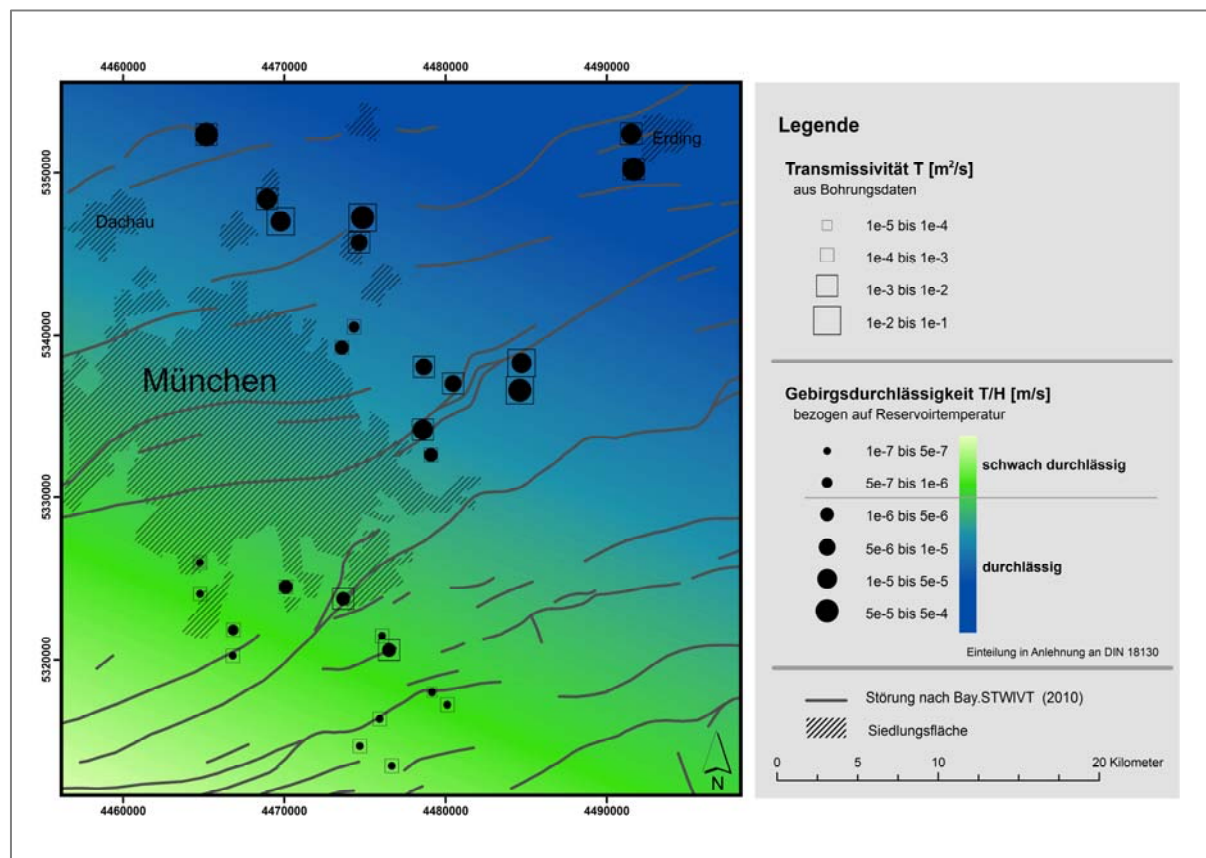 4460000 4470000 4480000 4490000
5350000
5340000
5330000
5320000
Erding
Dachau
München
N
4460000 4470000 4480000 4490000
Legende
Transmissivität T [m²/s]
aus Bohrungsdaten
1e-5 bis 1e-4
1e-4 bis 1e-3
1e-3 bis 1e-2
1e-2 bis 1e-1
Gebirgsdurchlässigkeit T/H [m/s]
bezogen auf Reservoirtemperatur
1e-7 bis 5e-7
schwach durchlässig
5e-7 bis 1e-6
1e-6 bis 5e-6
5e-6 bis 1e-5
durchlässig
1e-5 bis 5e-5
5e-5 bis 5e-4
Einteilung in Anlehnung an DIN 18130
Störung nach Bay.STWIVT (2010)
Siedlungsfläche
0 5 10 20 Kilometer